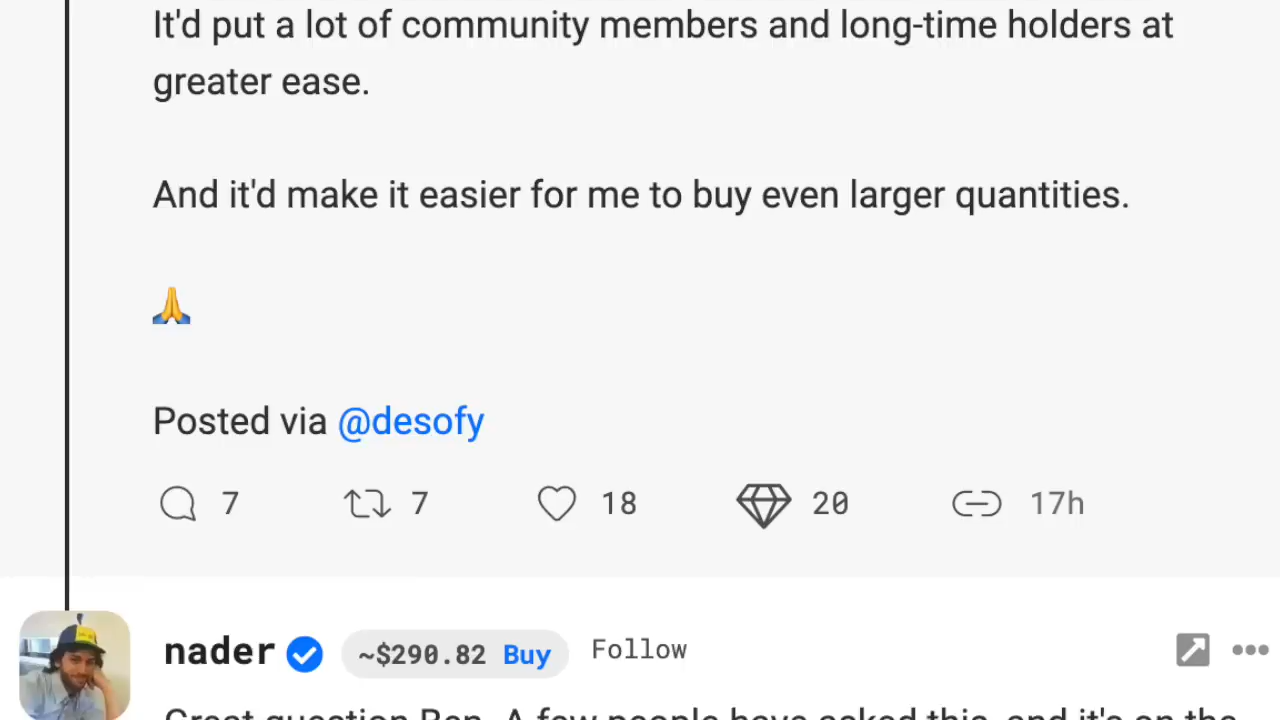 It'd put a lot of community members and long-time holders at
greater ease.
And it'd make it easier for me to buy even larger quantities.
🙏
Posted via @desofy
7 7 18 20 17h
nader ~$290.82 Buy Follow
Great question Ben. A few people have asked this, and it's on the